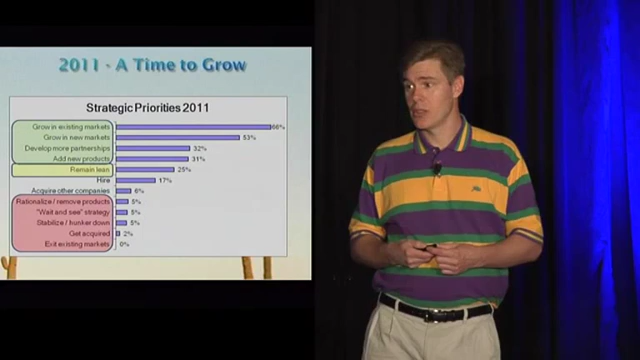 2011 - A Time to Grow
Strategic Priorities 2011
Grow in existing markets 66%
Grow in new markets 53%
Develop more partnerships 32%
Add new products 31%
Remain lean 25%
Hire 17%
Acquire other companies 6%
Rationalize / remove products 5%
"Wait and see" strategy 5%
Stabilize / hunker down 5%
Get acquired 2%
Exit existing markets 0%